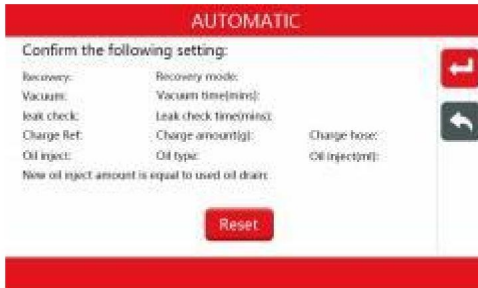 AUTOMATIC
Confirm the following setting:
Recovery: Recovery mode:
Vacuum: Vacuum time(mins):
leak check: Leak check time(mins):
Charge Ref: Charge amount(g): Charge hose:
Oil inject: Oil type: Oil inject(ml):
New oil inject amount is equal to used oil drain:
Reset